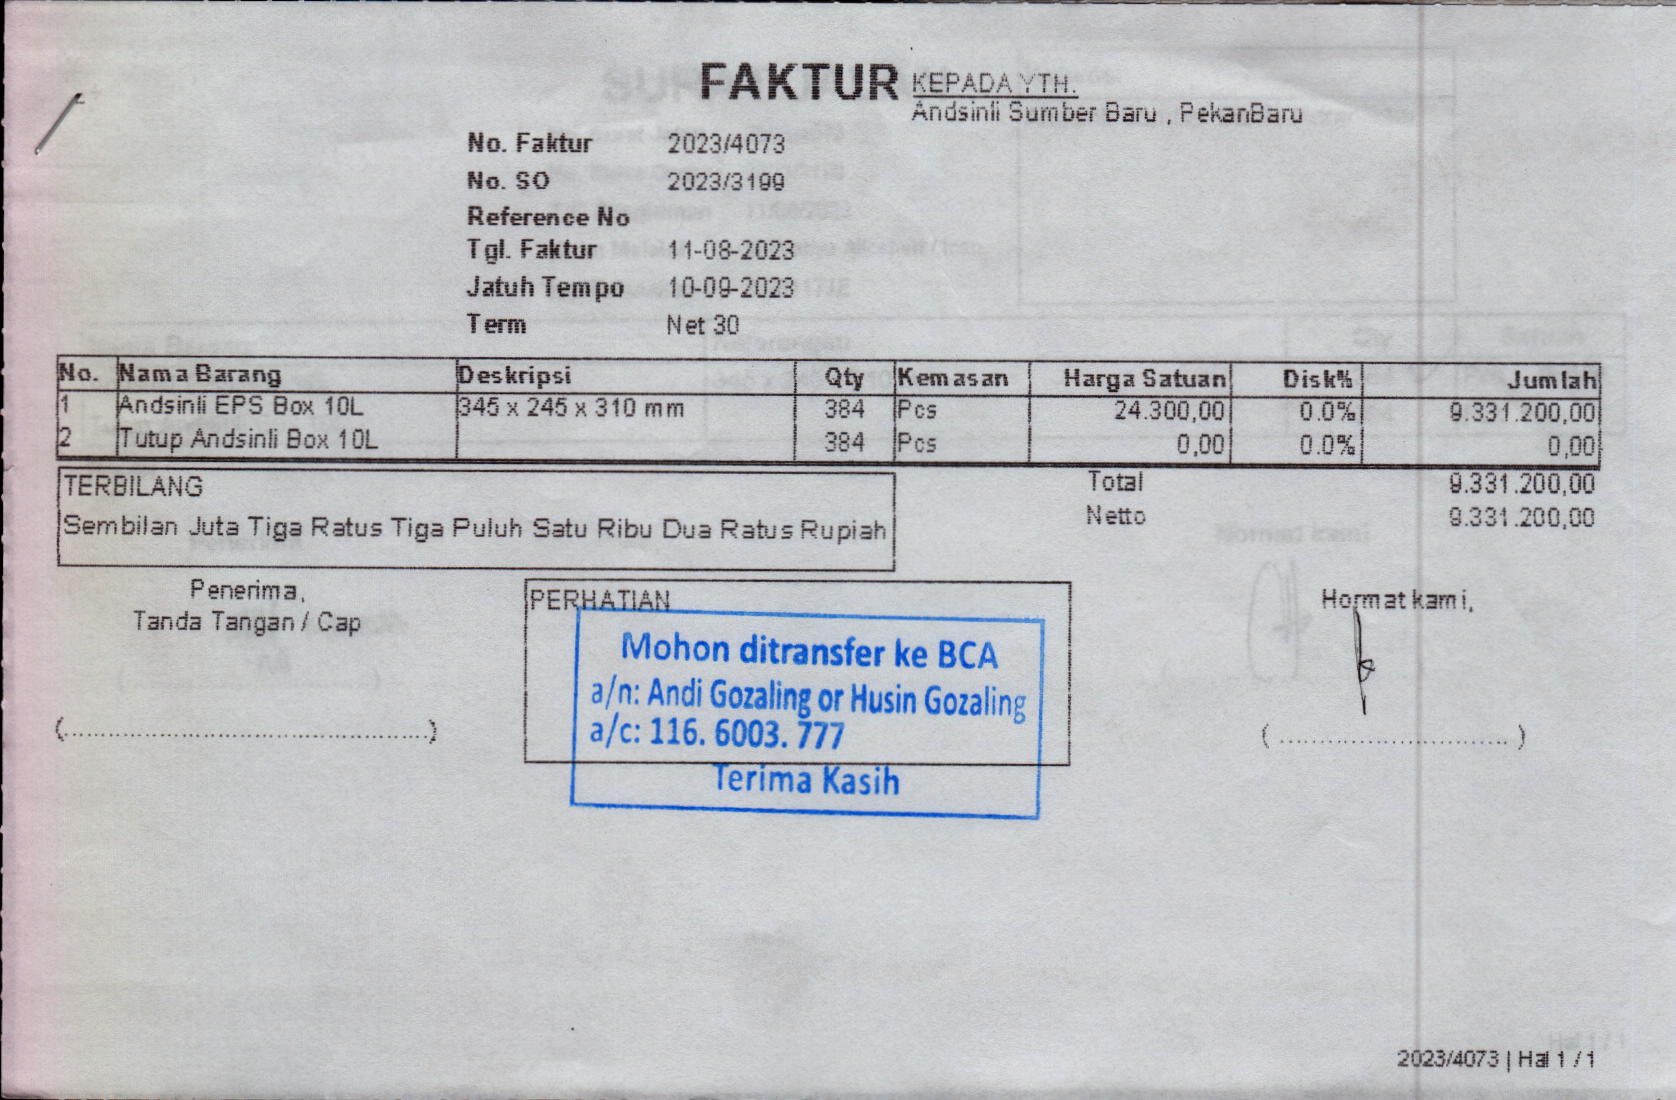 FAKTUR
KEPADA YTH.
Andsinli Sumber Baru , PekanBaru
No. Faktur 2023/4073
No. SO 2023/3199
Reference No
Tgl. Faktur 11-08-2023
Jatuh Tempo 10-09-2023
Term Net 30
No. Nama Barang Deskripsi Qty Kemasan Harga Satuan Disk% Jumlah
1 Andsinli EPS Box 10L 345 x 245 x 310 mm 384 Pcs 24.300,00 0.0% 9.331.200,00
2 Tutup Andsinli Box 10L 384 Pcs 0,00 0.0% 0,00
TERBILANG
Sembilan Juta Tiga Ratus Tiga Puluh Satu Ribu Dua Ratus Rupiah
Total 9.331.200,00
Netto 9.331.200,00
Penerima,
Tanda Tangan / Cap
(........................................)
PERHATIAN
Mohon ditransfer ke BCA
a/n: Andi Gozaling or Husin Gozaling
a/c: 116. 6003. 777
Terima Kasih
Hormat kami,
(.............................)
2023/4073 | Hal 1 / 1